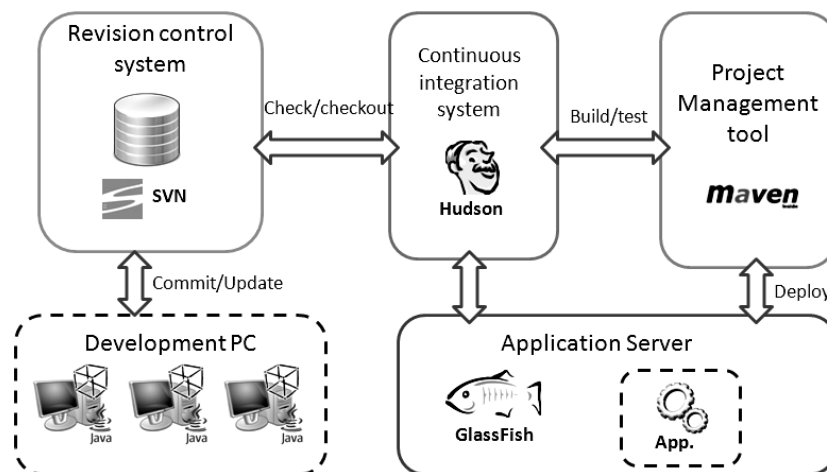 Revision control
system
SVN
Check/checkout
Continuous
integration
system
Hudson
Build/test
Project
Management
tool
maven
Commit/Update
Deploy
Development PC
Java
Java
Java
Application Server
GlassFish
App.